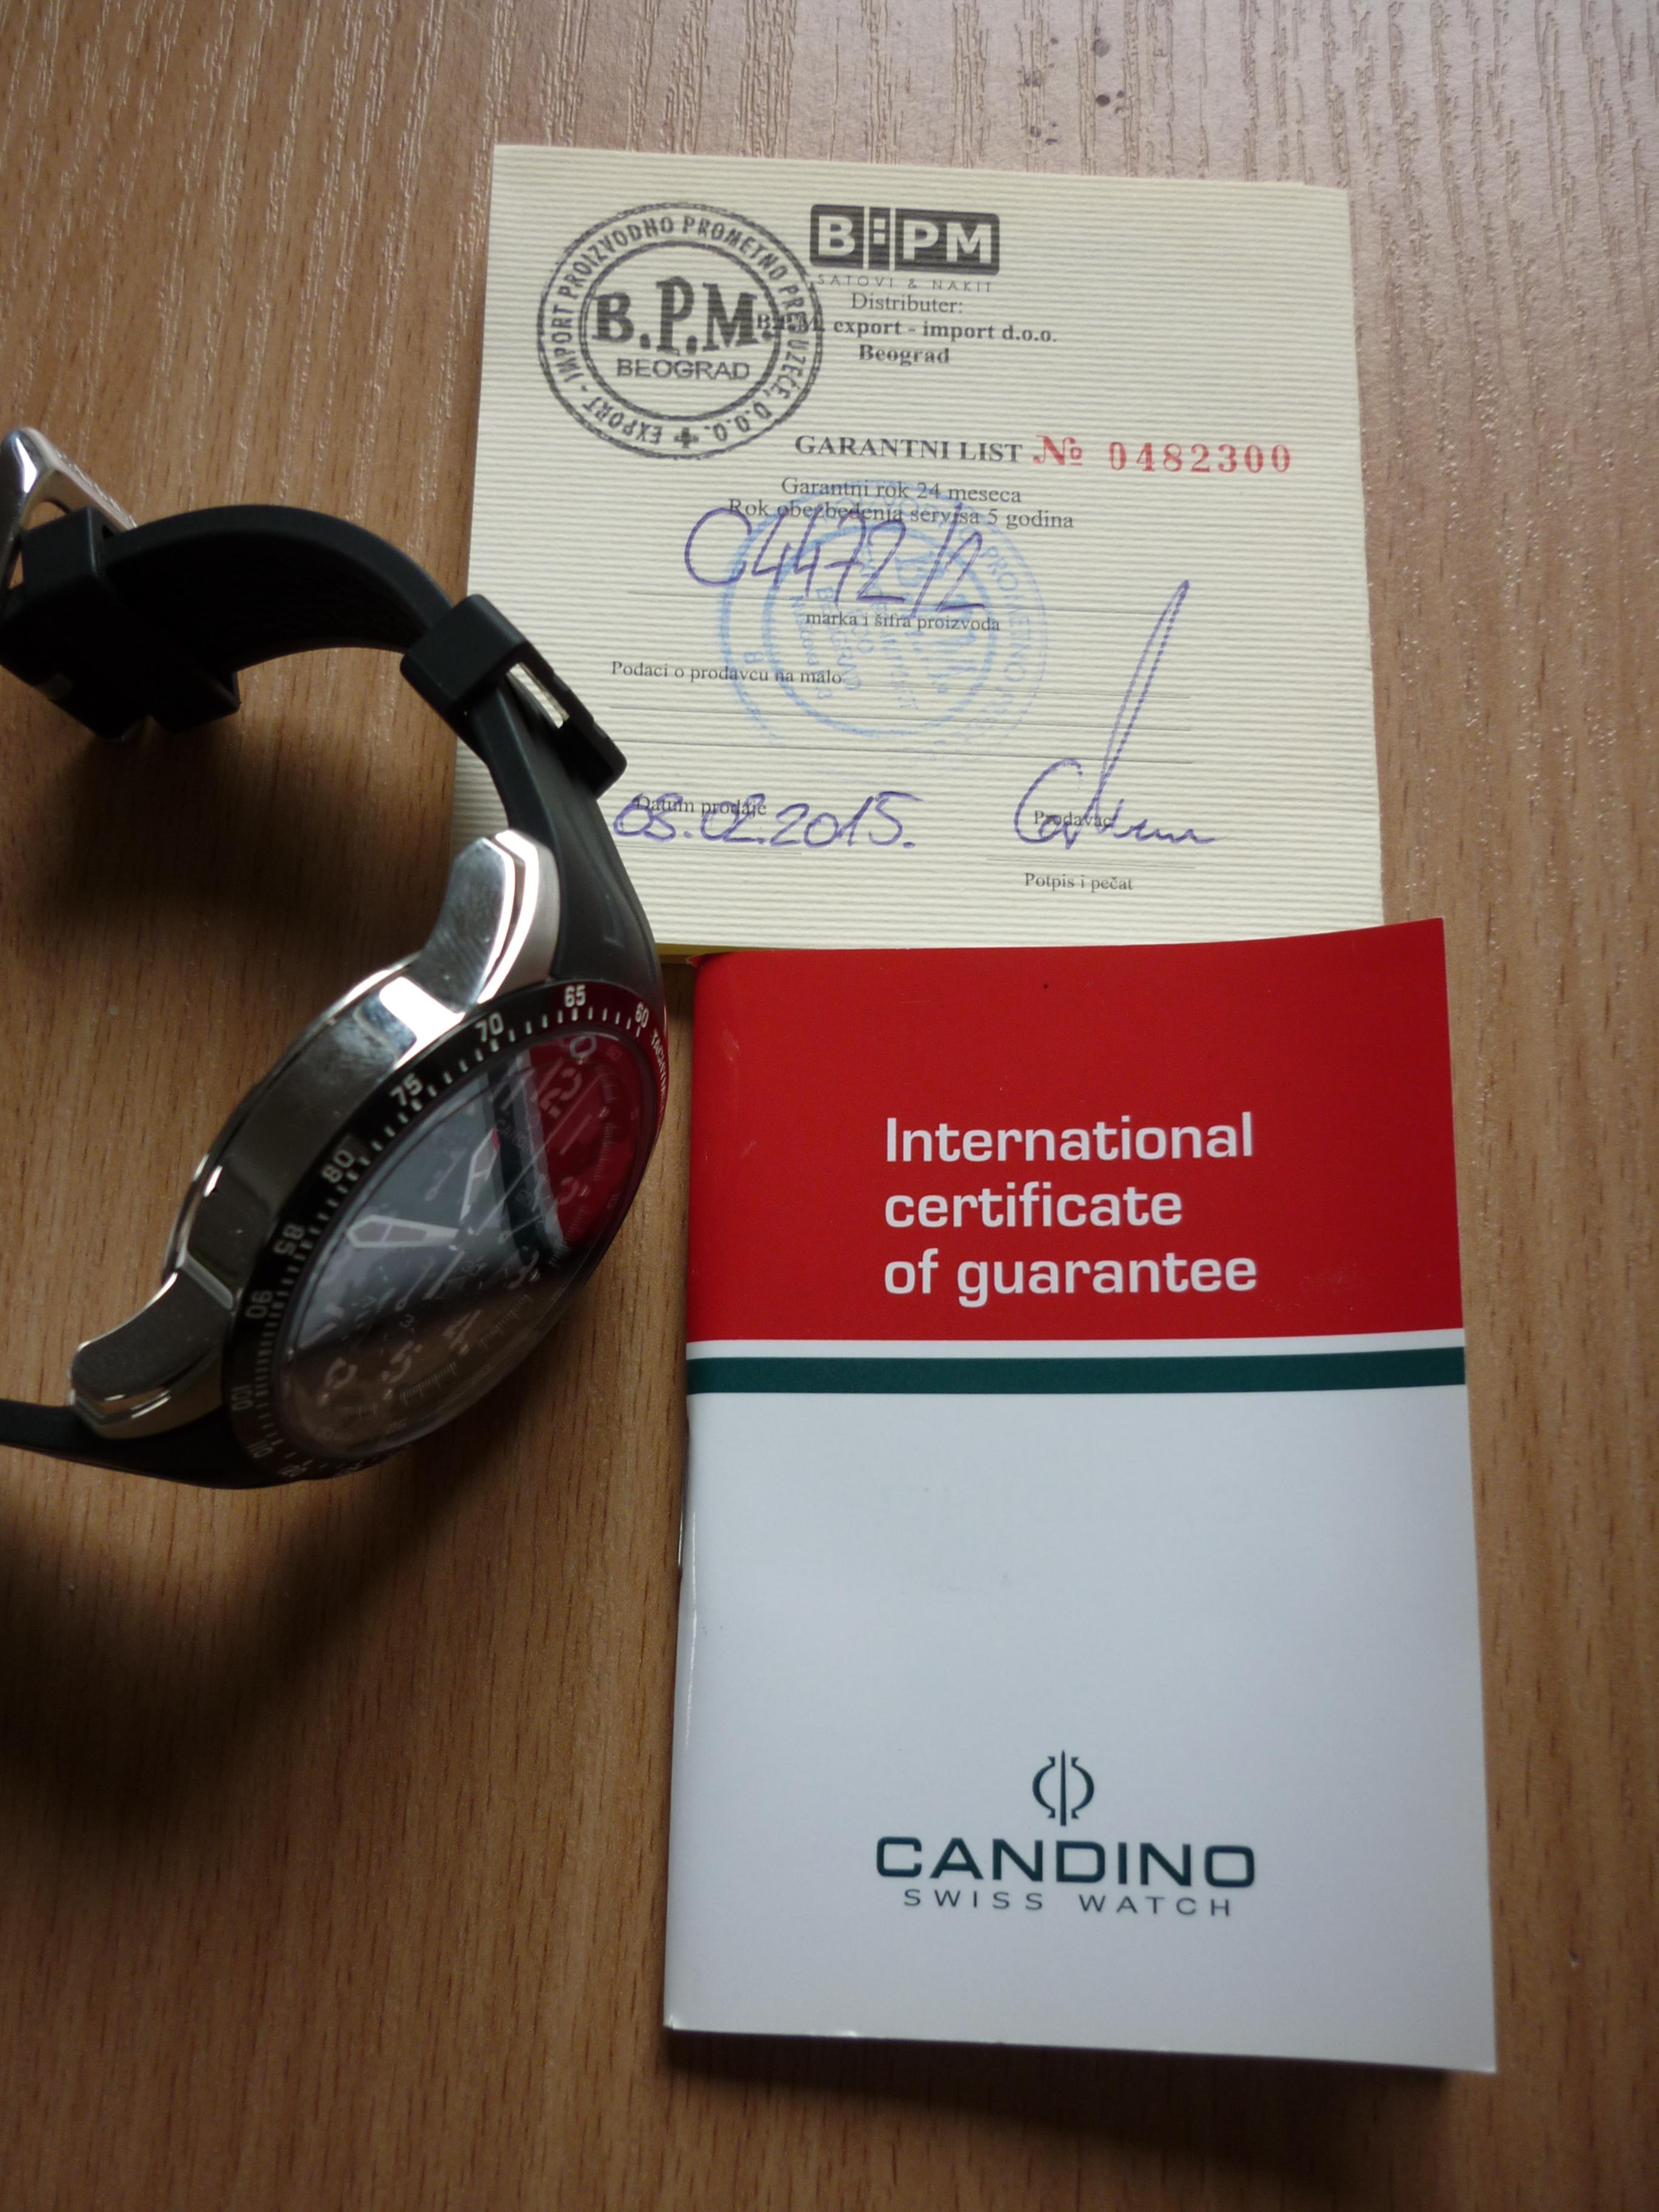 EXPORT - IMPORT PROIZVODNO PROMETNO PREDUZEĆE, D.O.O.
B.P.M.
BEOGRAD
B:PM
SATOVI & NAKIT
Distributer:
B.P.M. export - import d.o.o.
Beograd
GARANTNI LIST № 0482300
Garantni rok 24 meseca
Rok obezbeđenja servisa 5 godina
C4472/2
marka i šifra proizvoda
Podaci o prodavcu na malo
Datum prodaje
08.02.2015.
Prodavac
Potpis i pečat
60
65
70
75
80
85
90
100
110
International
certificate
of guarantee
CANDINO
SWISS WATCH